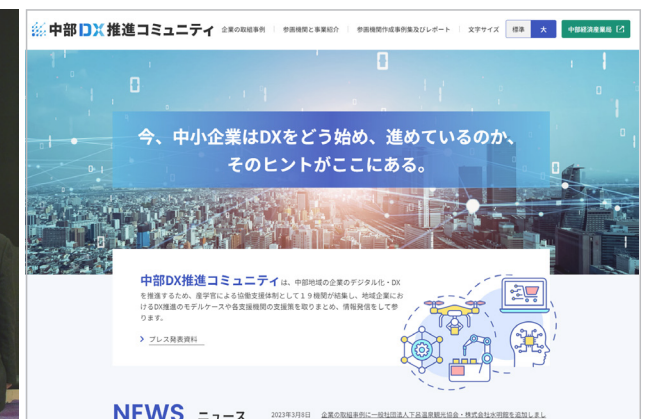 中部DX推進コミュニティ
企業の取組事例 参画機関と事業紹介 参画機関作成事例集及びレポート 文字サイズ 標準 大 中部経済産業局
今、中小企業はDXをどう始め、進めているのか、
そのヒントがここにある。
中部DX推進コミュニティは、中部地域の企業のデジタル化・DX
を推進するため、産学官による協働支援体制として19機関が結集し、地域企業にお
けるDX推進のモデルケースや各支援機関の支援策を取りまとめ、情報発信をして参
ります。
プレス発表資料
NEWS ニュース
2023年3月8日 企業の取組事例に一般社団法人下呂温泉観光協会・株式会社水明館を追加しまし